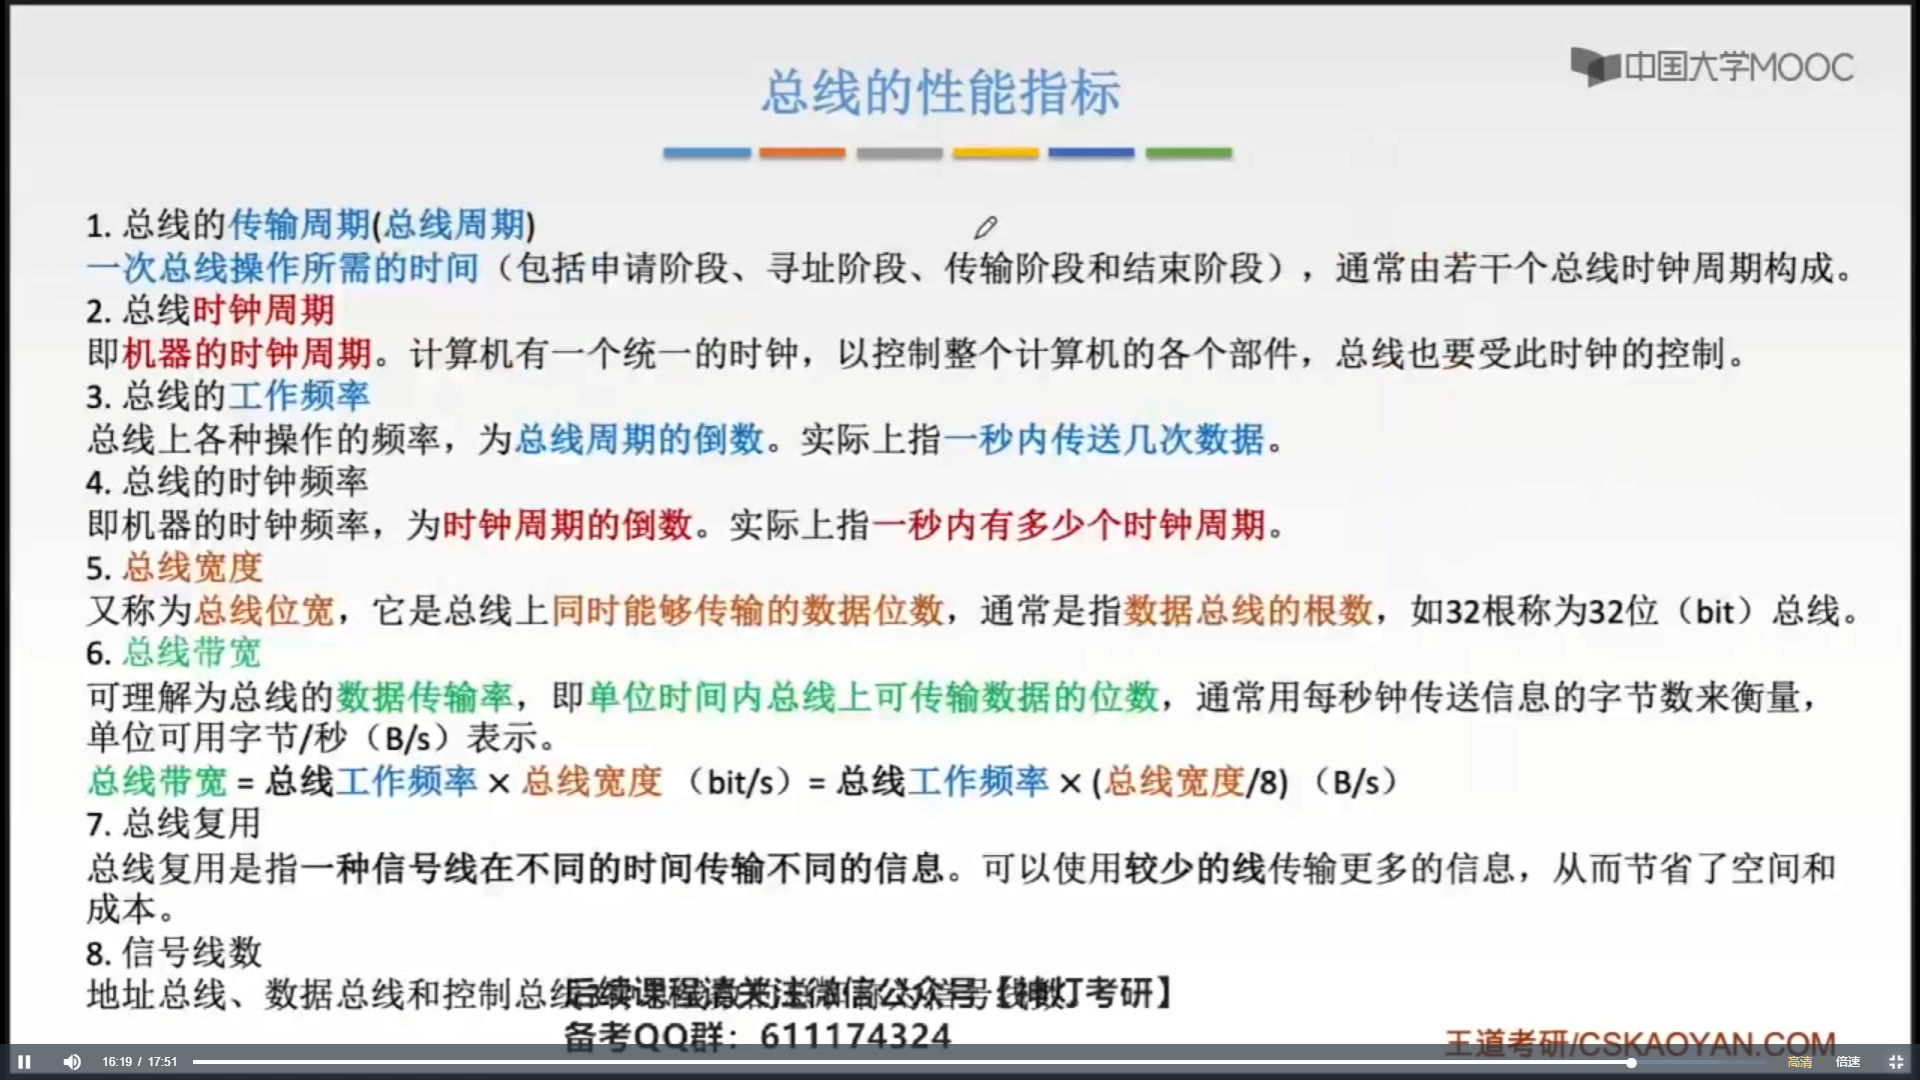 中国大学MOOC
总线的性能指标
1. 总线的传输周期(总线周期)
一次总线操作所需的时间（包括申请阶段、寻址阶段、传输阶段和结束阶段），通常由若干个总线时钟周期构成。
2. 总线时钟周期
即机器的时钟周期。计算机有一个统一的时钟，以控制整个计算机的各个部件，总线也要受此时钟的控制。
3. 总线的工作频率
总线上各种操作的频率，为总线周期的倒数。实际上指一秒内传送几次数据。
4. 总线的时钟频率
即机器的时钟频率，为时钟周期的倒数。实际上指一秒内有多少个时钟周期。
5. 总线宽度
又称为总线位宽，它是总线上同时能够传输的数据位数，通常是指数据总线的根数，如32根称为32位（bit）总线。
6. 总线带宽
可理解为总线的数据传输率，即单位时间内总线上可传输数据的位数，通常用每秒钟传送信息的字节数来衡量，
单位可用字节/秒（B/s）表示。
总线带宽 = 总线工作频率 × 总线宽度 （bit/s）= 总线工作频率 × (总线宽度/8) （B/s）
7. 总线复用
总线复用是指一种信号线在不同的时间传输不同的信息。可以使用较少的线传输更多的信息，从而节省了空间和
成本。
8. 信号线数
地址总线、数据总线和控制总线
后续课程请关注微信公众号【神灯考研】
备考QQ群：611174324
王道考研/CSKAOYAN.COM
16:19 / 17:51
高清
倍速